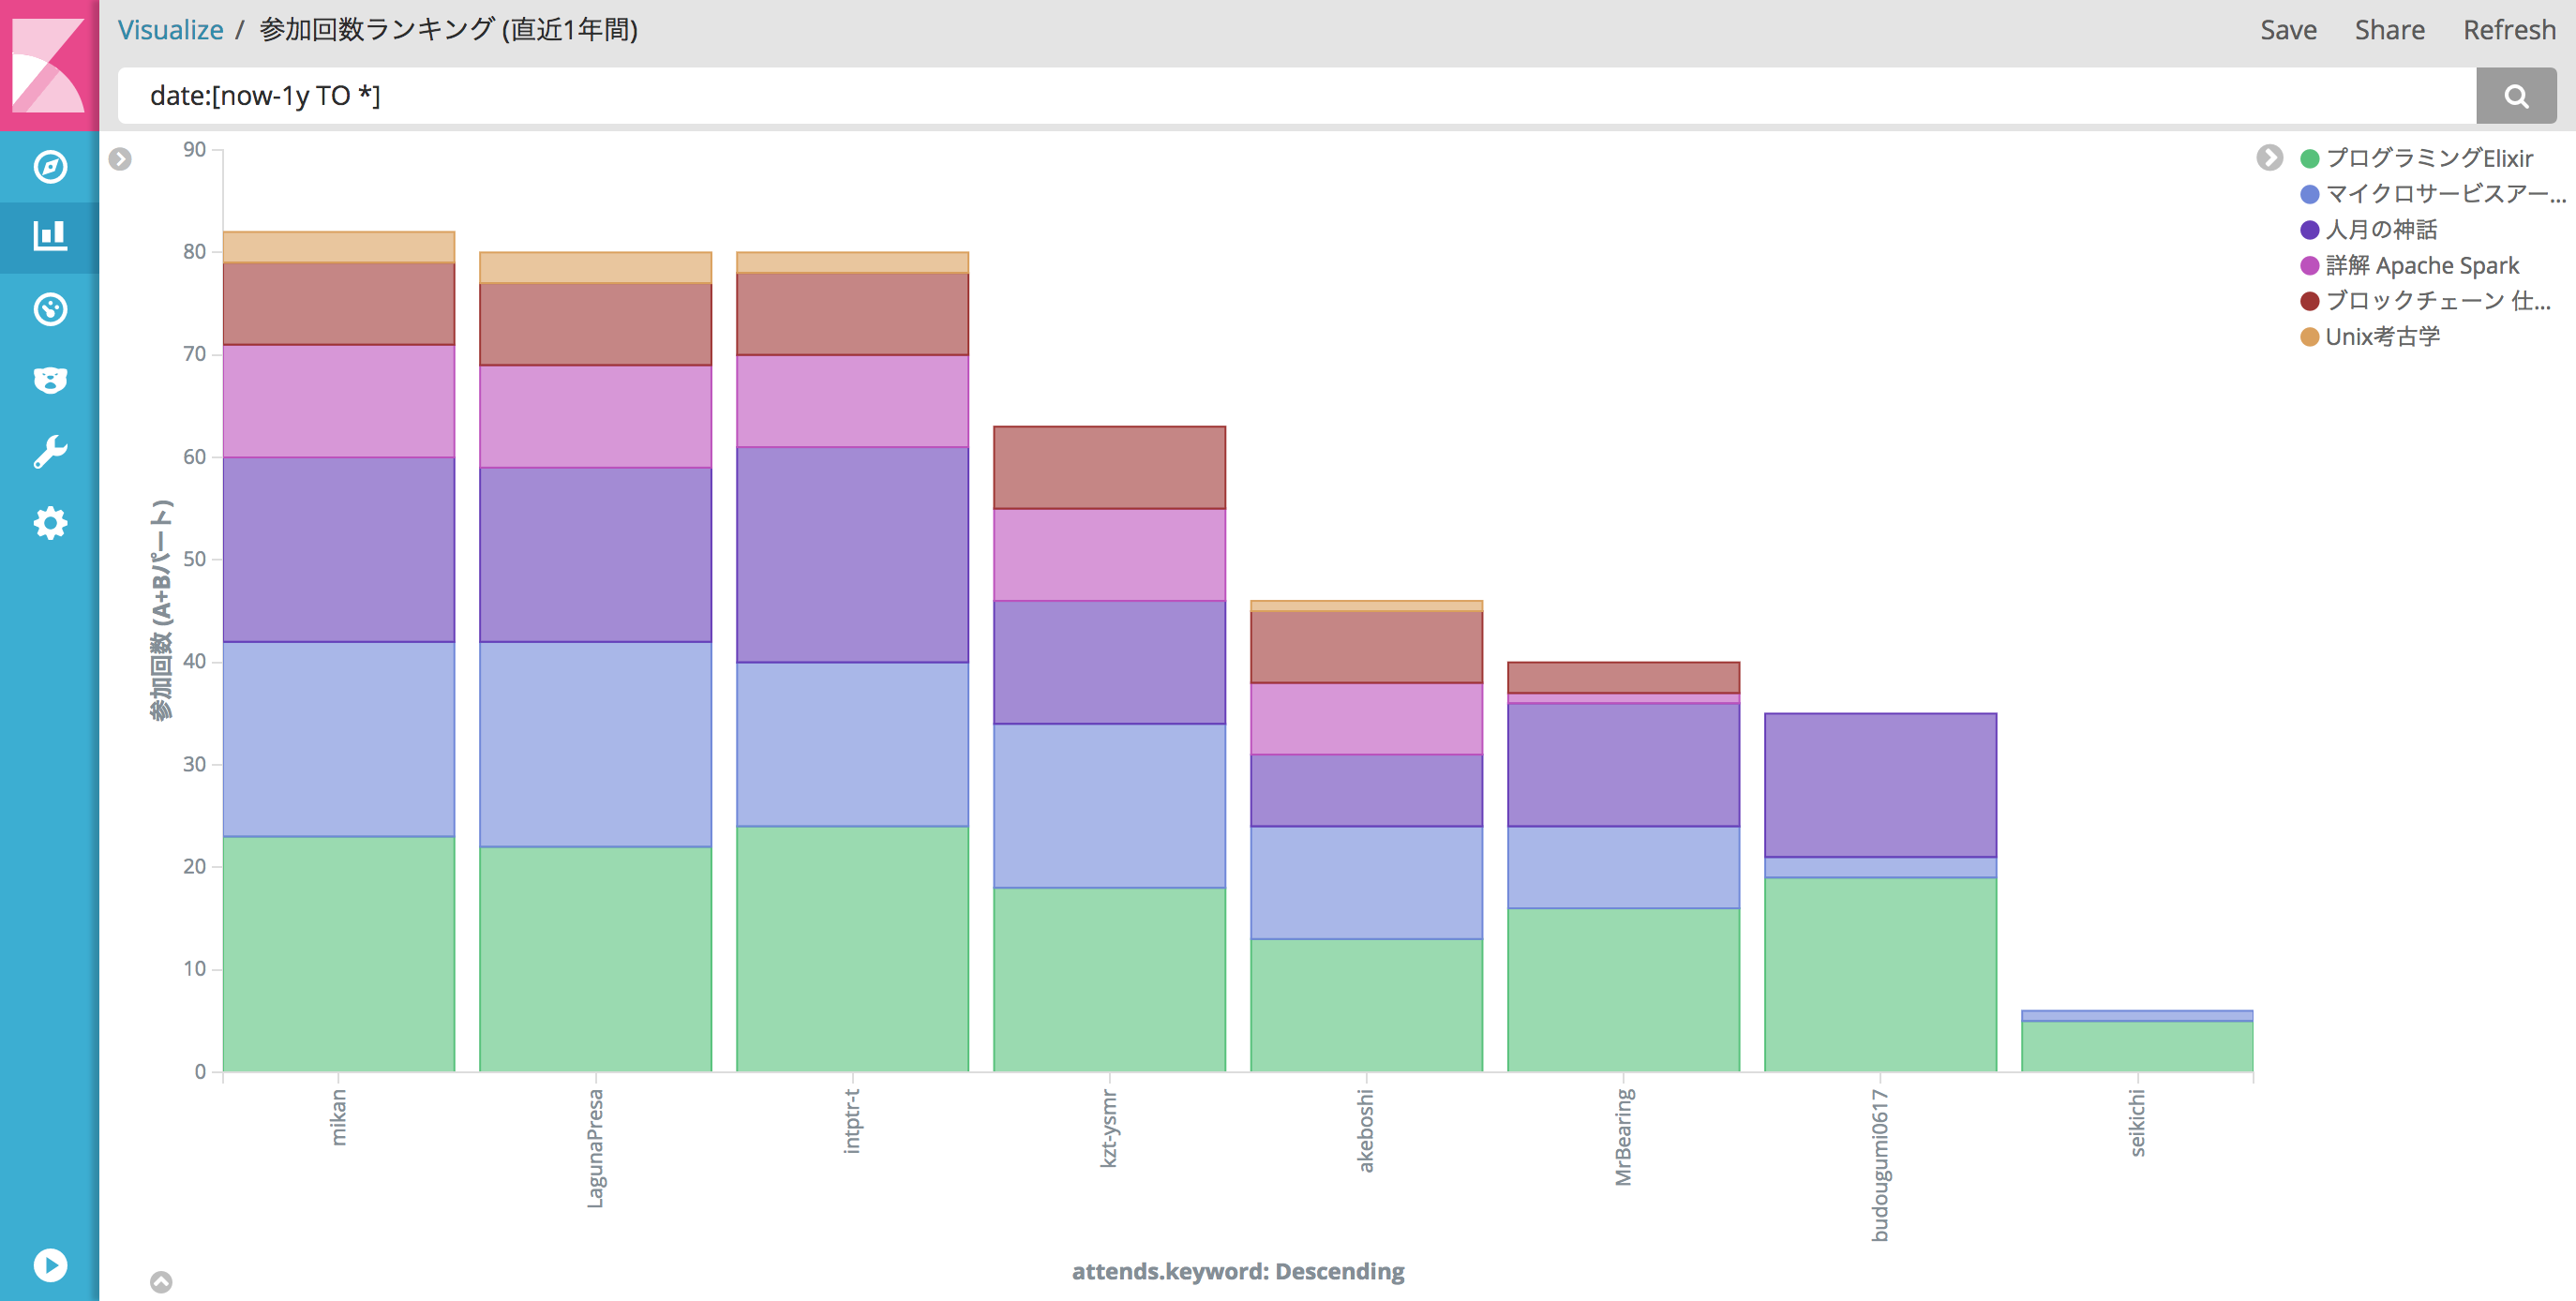 Visualize / 参加回数ランキング (直近1年間)
Save Share Refresh
date:[now-1y TO *]
プログラミングElixir
マイクロサービスアー...
人月の神話
詳解 Apache Spark
ブロックチェーン 仕...
Unix考古学
参加回数 (A+Bパート)
90
80
70
60
50
40
30
20
10
0
mikan
LagunaPresa
intptr-t
kzt-ysmr
akeboshi
MrBearing
budougumi0617
seikichi
attends.keyword: Descending